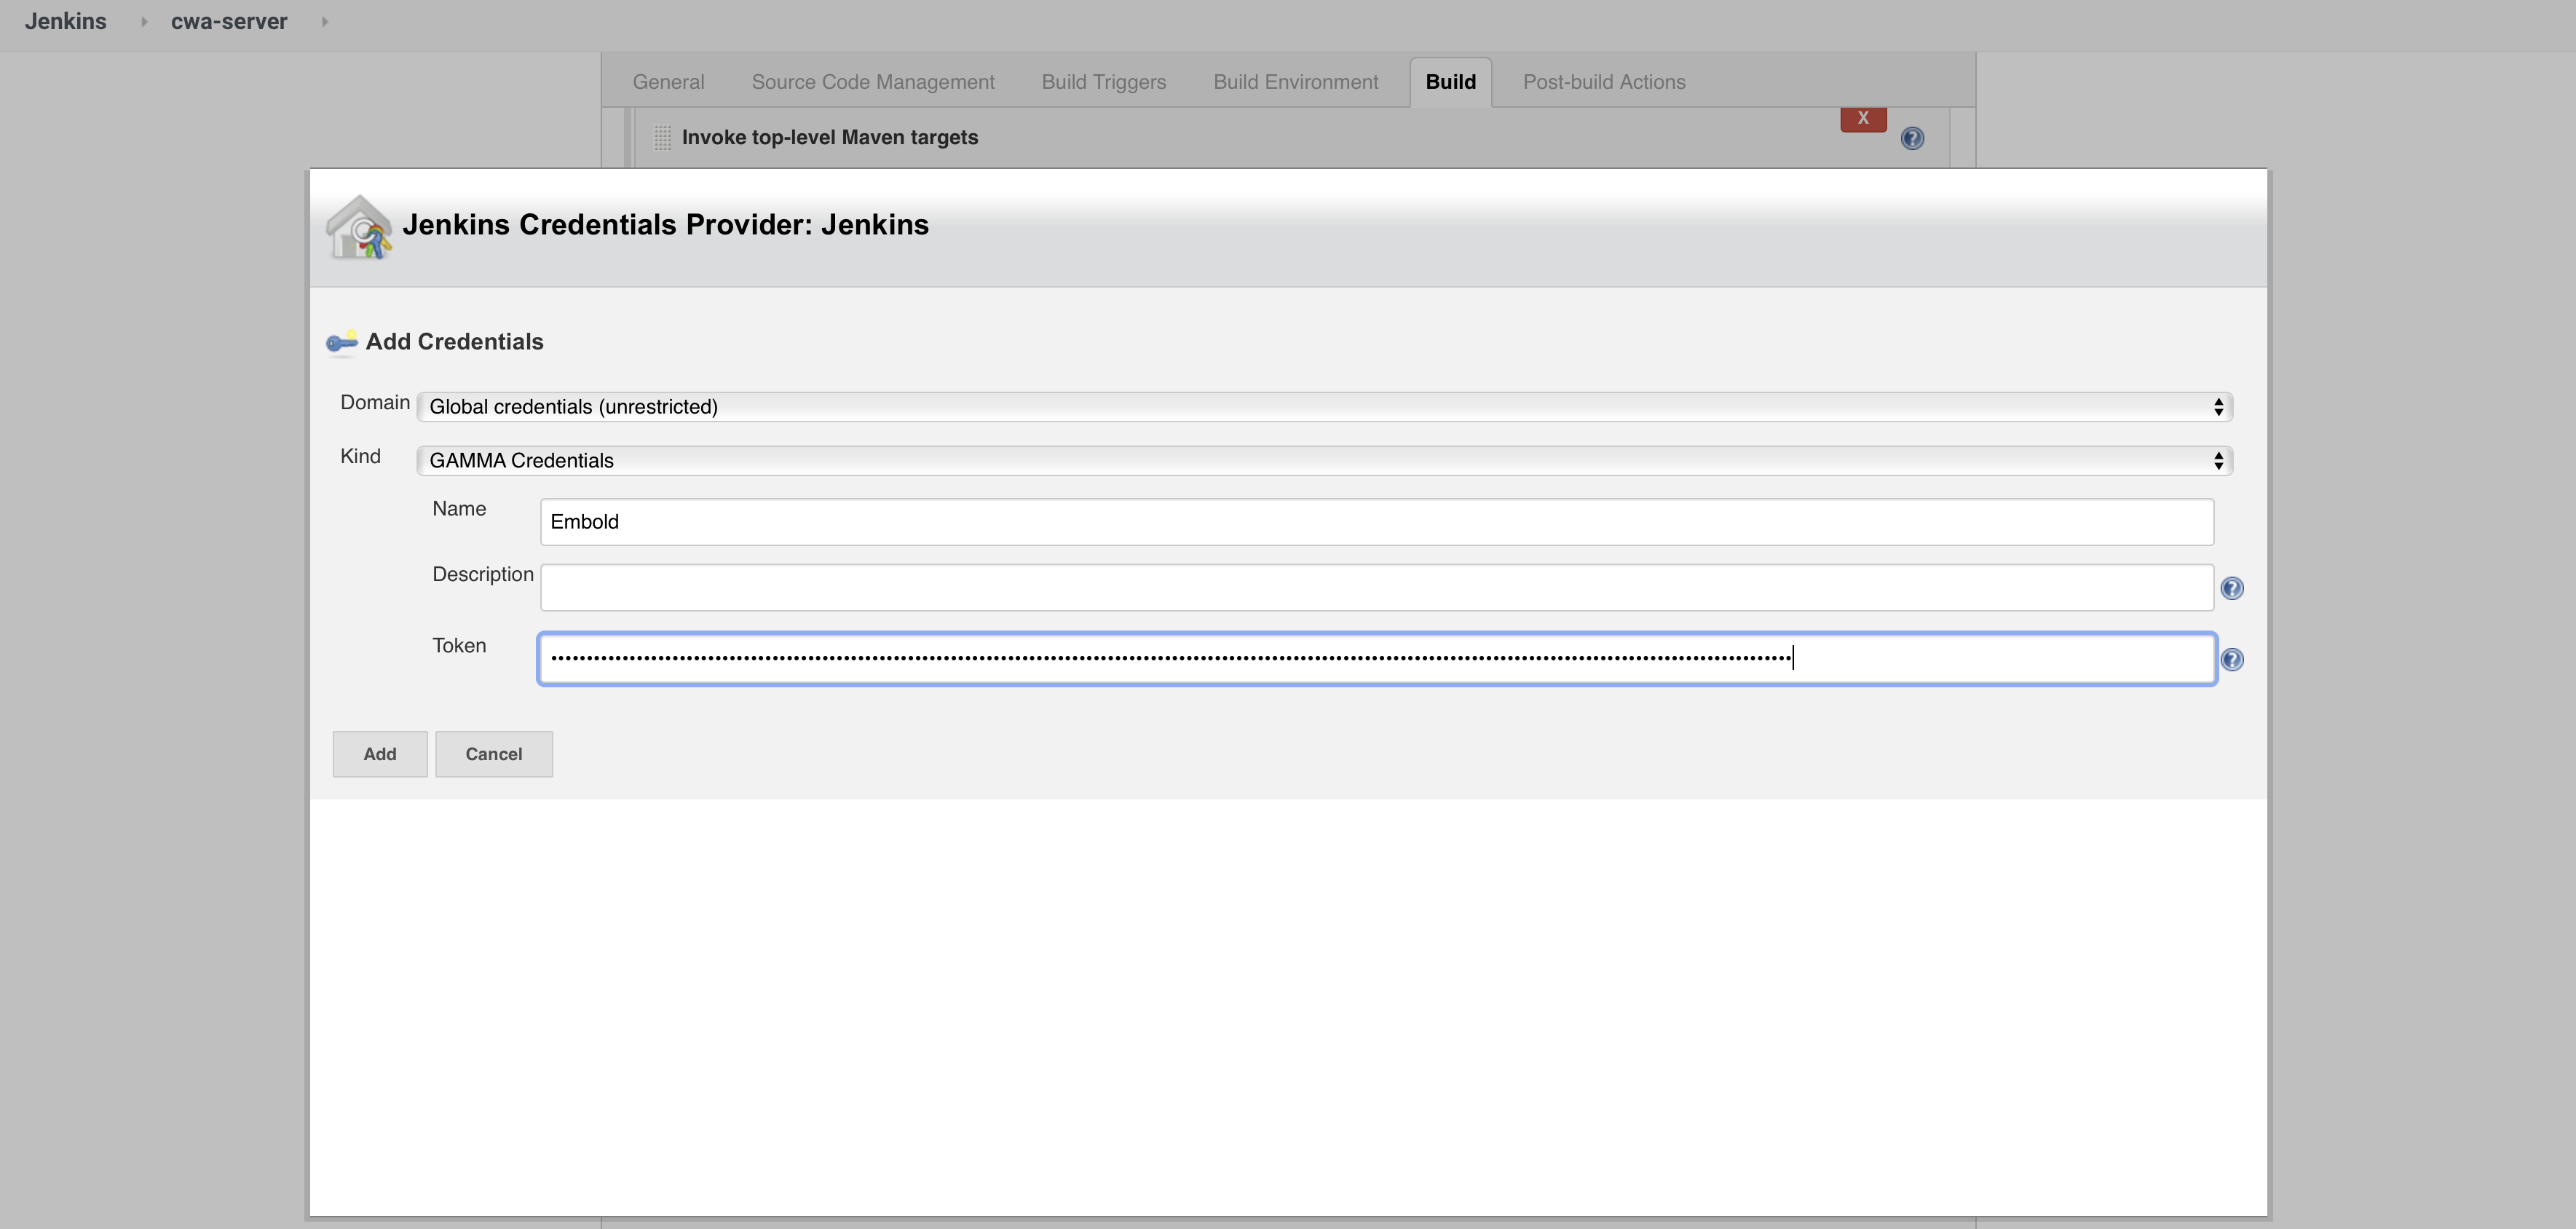 Jenkins cwa-server
General Source Code Management Build Triggers Build Environment Build Post-build Actions
Invoke top-level Maven targets
X
?
Jenkins Credentials Provider: Jenkins
Add Credentials
Domain Global credentials (unrestricted)
Kind GAMMA Credentials
Name Embold
Description
?
Token
?
Add Cancel